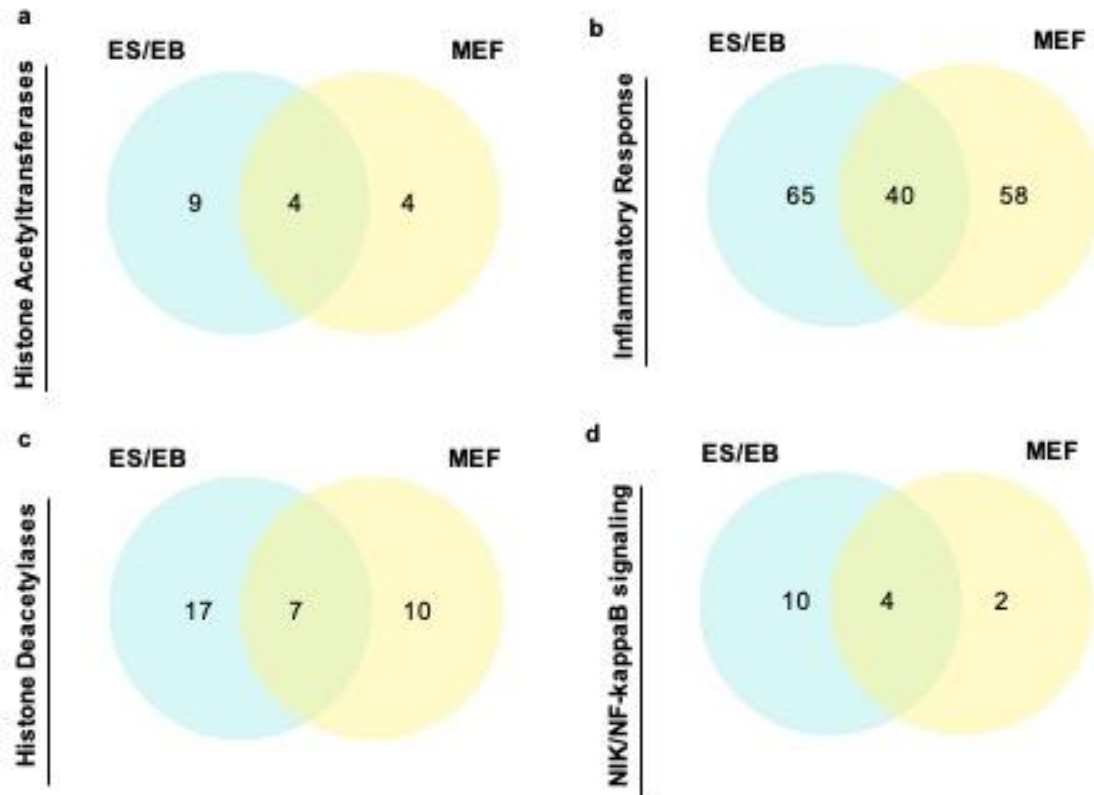 a
ES/EB
MEF
Histone Acetyltransferases
9
4
4
b
ES/EB
MEF
Inflammatory Response
65
40
58
c
ES/EB
MEF
Histone Deacetylases
17
7
10
d
ES/EB
MEF
NIK/NF-kappaB signaling
10
4
2